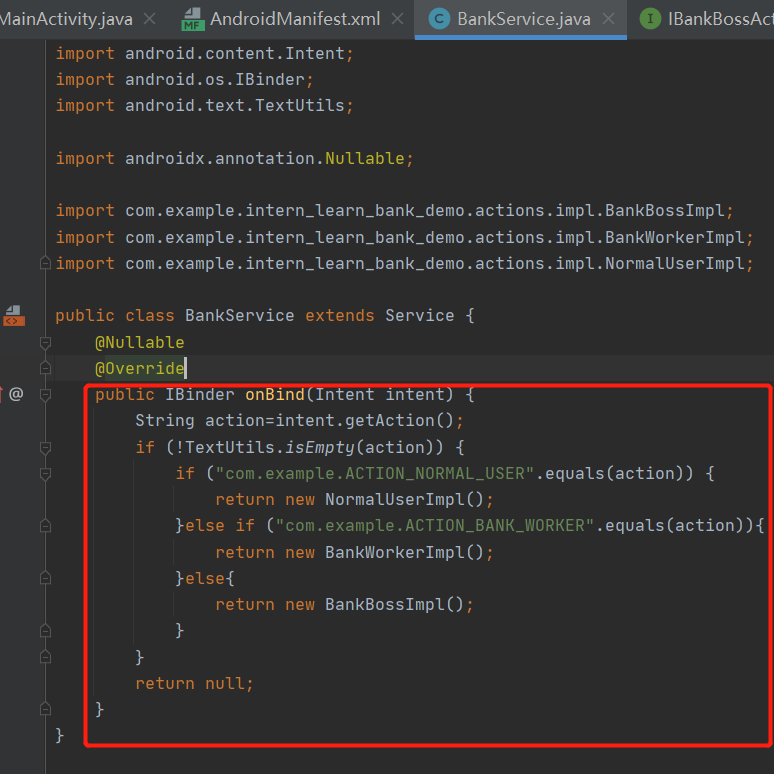 MainActivity.java × MF AndroidManifest.xml × C BankService.java × I IBankBossAct
import android.content.Intent;
import android.os.IBinder;
import android.text.TextUtils;
import androidx.annotation.Nullable;
import com.example.intern_learn_bank_demo.actions.impl.BankBossImpl;
import com.example.intern_learn_bank_demo.actions.impl.BankWorkerImpl;
import com.example.intern_learn_bank_demo.actions.impl.NormalUserImpl;
public class BankService extends Service {
@Nullable
@Override
@ public IBinder onBind(Intent intent) {
String action=intent.getAction();
if (!TextUtils.isEmpty(action)) {
if ("com.example.ACTION_NORMAL_USER".equals(action)) {
return new NormalUserImpl();
}else if ("com.example.ACTION_BANK_WORKER".equals(action)){
return new BankWorkerImpl();
}else{
return new BankBossImpl();
}
}
return null;
}
}